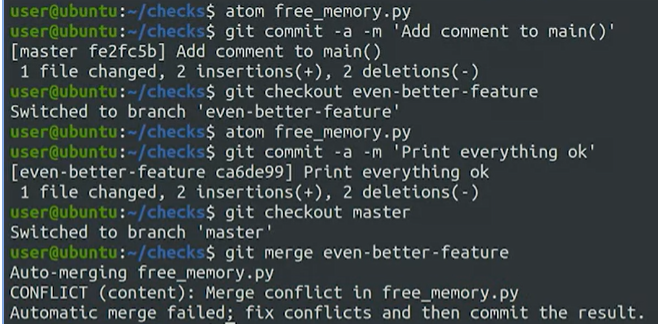 user@ubuntu:~/checks$ atom free_memory.py
user@ubuntu:~/checks$ git commit -a -m 'Add comment to main()'
[master fe2fc5b] Add comment to main()
 1 file changed, 2 insertions(+), 2 deletions(-)
user@ubuntu:~/checks$ git checkout even-better-feature
Switched to branch 'even-better-feature'
user@ubuntu:~/checks$ atom free_memory.py
user@ubuntu:~/checks$ git commit -a -m 'Print everything ok'
[even-better-feature ca6de99] Print everything ok
 1 file changed, 2 insertions(+), 2 deletions(-)
user@ubuntu:~/checks$ git checkout master
Switched to branch 'master'
user@ubuntu:~/checks$ git merge even-better-feature
Auto-merging free_memory.py
CONFLICT (content): Merge conflict in free_memory.py
Automatic merge failed; fix conflicts and then commit the result.